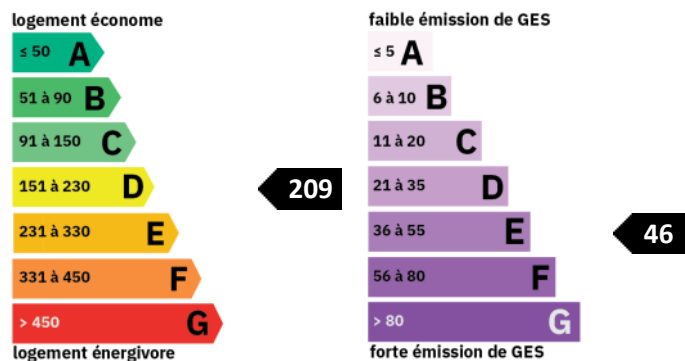 logement économe
≤ 50 A
51 à 90 B
91 à 150 C
151 à 230 D
209
231 à 330 E
331 à 450 F
> 450 G
logement énergivore
faible émission de GES
≤ 5 A
6 à 10 B
11 à 20 C
21 à 35 D
36 à 55 E
46
56 à 80 F
> 80 G
forte émission de GES